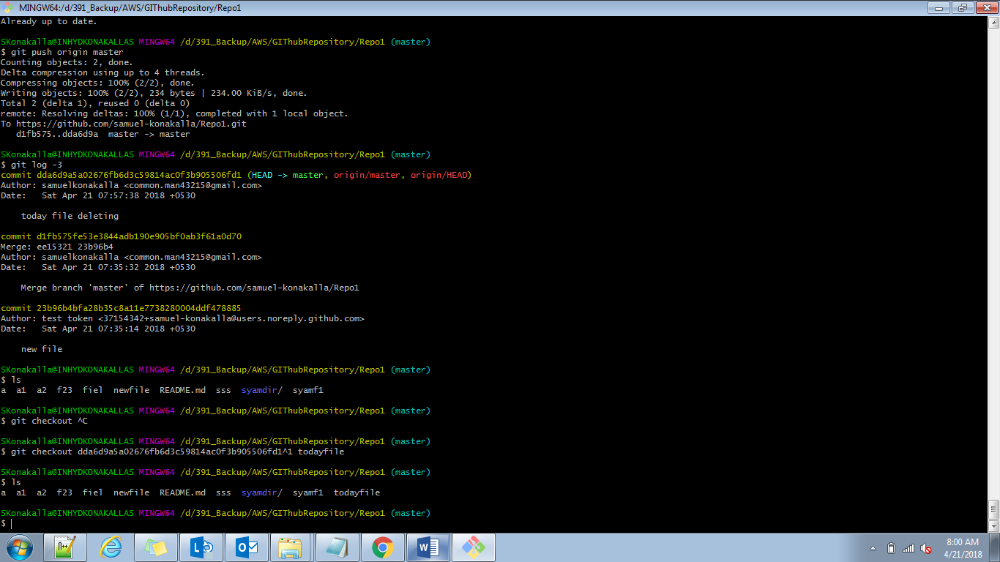 MINGW64:/d/391_Backup/AWS/GIThubRepository/Repo1
Already up to date.
SKonakalla@INHYDKONAKALLAS MINGW64 /d/391_Backup/AWS/GIThubRepository/Repo1 (master)
$ git push origin master
Counting objects: 2, done.
Delta compression using up to 4 threads.
Compressing objects: 100% (2/2), done.
Writing objects: 100% (2/2), 234 bytes | 234.00 KiB/s, done.
Total 2 (delta 1), reused 0 (delta 0)
remote: Resolving deltas: 100% (1/1), completed with 1 local object.
To https://github.com/samuel-konakalla/Repo1.git
   d1fb575..dda6d9a  master -> master
SKonakalla@INHYDKONAKALLAS MINGW64 /d/391_Backup/AWS/GIThubRepository/Repo1 (master)
$ git log -3
commit dda6d9a5a02676fb6d3c59814ac0f3b905506fd1 (HEAD -> master, origin/master, origin/HEAD)
Author: samuelkonakalla <common.man43215@gmail.com>
Date:   Sat Apr 21 07:57:38 2018 +0530
    today file deleting
commit d1fb575fe53e3844adb190e905bf0ab3f61a0d70
Merge: ee15321 23b96b4
Author: samuelkonakalla <common.man43215@gmail.com>
Date:   Sat Apr 21 07:35:32 2018 +0530
    Merge branch 'master' of https://github.com/samuel-konakalla/Repo1
commit 23b96b4bfa28b35c8a11e7738280004ddf478885
Author: test token <37154342+samuel-konakalla@users.noreply.github.com>
Date:   Sat Apr 21 07:35:14 2018 +0530
    new file
SKonakalla@INHYDKONAKALLAS MINGW64 /d/391_Backup/AWS/GIThubRepository/Repo1 (master)
$ ls
a  a1  a2  f23  fiel  newfile  README.md  sss  syamdir/  syamf1
SKonakalla@INHYDKONAKALLAS MINGW64 /d/391_Backup/AWS/GIThubRepository/Repo1 (master)
$ git checkout ^C
SKonakalla@INHYDKONAKALLAS MINGW64 /d/391_Backup/AWS/GIThubRepository/Repo1 (master)
$ git checkout dda6d9a5a02676fb6d3c59814ac0f3b905506fd1^1 todayfile
SKonakalla@INHYDKONAKALLAS MINGW64 /d/391_Backup/AWS/GIThubRepository/Repo1 (master)
$ ls
a  a1  a2  f23  fiel  newfile  README.md  sss  syamdir/  syamf1  todayfile
SKonakalla@INHYDKONAKALLAS MINGW64 /d/391_Backup/AWS/GIThubRepository/Repo1 (master)
$
8:00 AM
4/21/2018